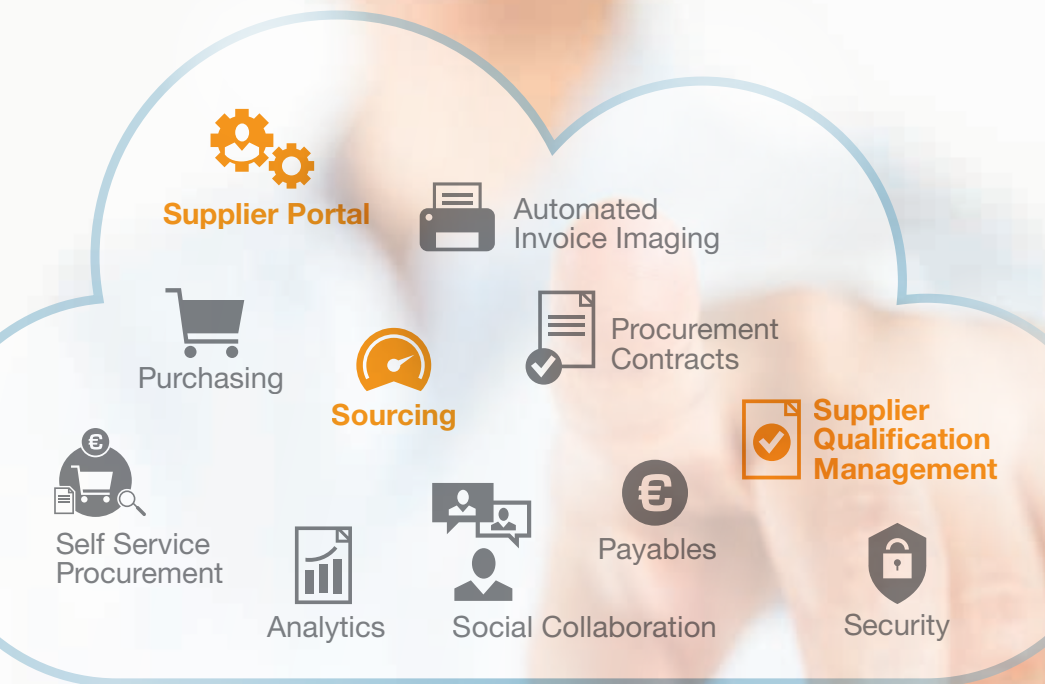 Supplier Portal
Automated
Invoice Imaging
Purchasing
Sourcing
Procurement
Contracts
Supplier
Qualification
Management
€
Self Service
Procurement
Analytics
Social Collaboration
€
Payables
Security